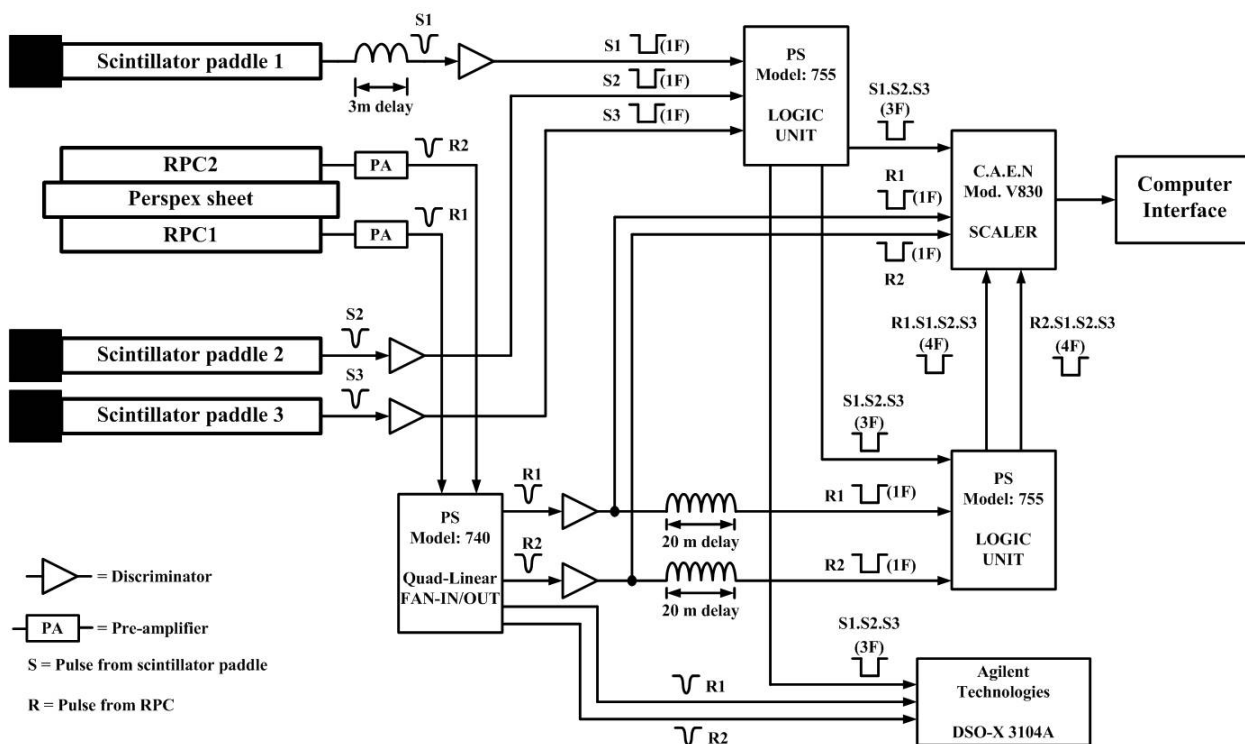 S1
Scintillator paddle 1
3m delay
S1 (1F)
S2 (1F)
S3 (1F)
PS
Model: 755
LOGIC
UNIT
S1.S2.S3
(3F)
R1
(1F)
(1F)
R2
C.A.E.N
Mod. V830
SCALER
Computer
Interface
RPC2
Perspex sheet
RPC1
PA
PA
R2
R1
S2
Scintillator paddle 2
S3
Scintillator paddle 3
R1.S1.S2.S3
(4F)
R2.S1.S2.S3
(4F)
S1.S2.S3
(3F)
PS
Model: 755
LOGIC
UNIT
PS
Model: 740
Quad-Linear
FAN-IN/OUT
R1
R2
20 m delay
20 m delay
R1 (1F)
R2 (1F)
S1.S2.S3
(3F)
R1
R2
Agilent
Technologies
DSO-X 3104A
= Discriminator
PA = Pre-amplifier
S = Pulse from scintillator paddle
R = Pulse from RPC